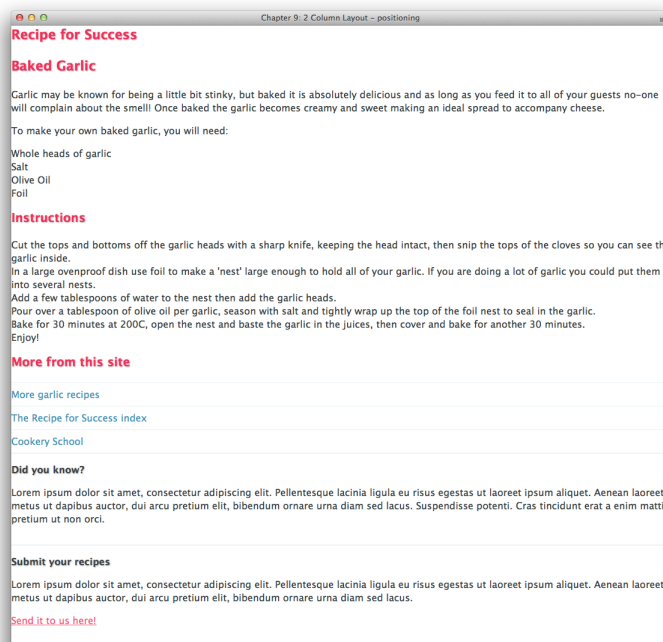 Chapter 9: 2 Column Layout – positioning
Recipe for Success
Baked Garlic
Garlic may be known for being a little bit stinky, but baked it is absolutely delicious and as long as you feed it to all of your guests no-one
will complain about the smell! Once baked the garlic becomes creamy and sweet making an ideal spread to accompany cheese.
To make your own baked garlic, you will need:
Whole heads of garlic
Salt
Olive Oil
Foil
Instructions
Cut the tops and bottoms off the garlic heads with a sharp knife, keeping the head intact, then snip the tops of the cloves so you can see th
garlic inside.
In a large ovenproof dish use foil to make a 'nest' large enough to hold all of your garlic. If you are doing a lot of garlic you could put them
into several nests.
Add a few tablespoons of water to the nest then add the garlic heads.
Pour over a tablespoon of olive oil per garlic, season with salt and tightly wrap up the top of the foil nest to seal in the garlic.
Bake for 30 minutes at 200C, open the nest and baste the garlic in the juices, then cover and bake for another 30 minutes.
Enjoy!
More from this site
More garlic recipes
The Recipe for Success index
Cookery School
Did you know?
Lorem ipsum dolor sit amet, consectetur adipiscing elit. Pellentesque lacinia ligula eu risus egestas ut laoreet ipsum aliquet. Aenean laoreet
metus ut dapibus auctor, dui arcu pretium elit, bibendum ornare urna diam sed lacus. Suspendisse potenti. Cras tincidunt erat a enim matti
pretium ut non orci.
Submit your recipes
Lorem ipsum dolor sit amet, consectetur adipiscing elit. Pellentesque lacinia ligula eu risus egestas ut laoreet ipsum aliquet. Aenean laoreet
metus ut dapibus auctor, dui arcu pretium elit, bibendum ornare urna diam sed lacus.
Send it to us here!